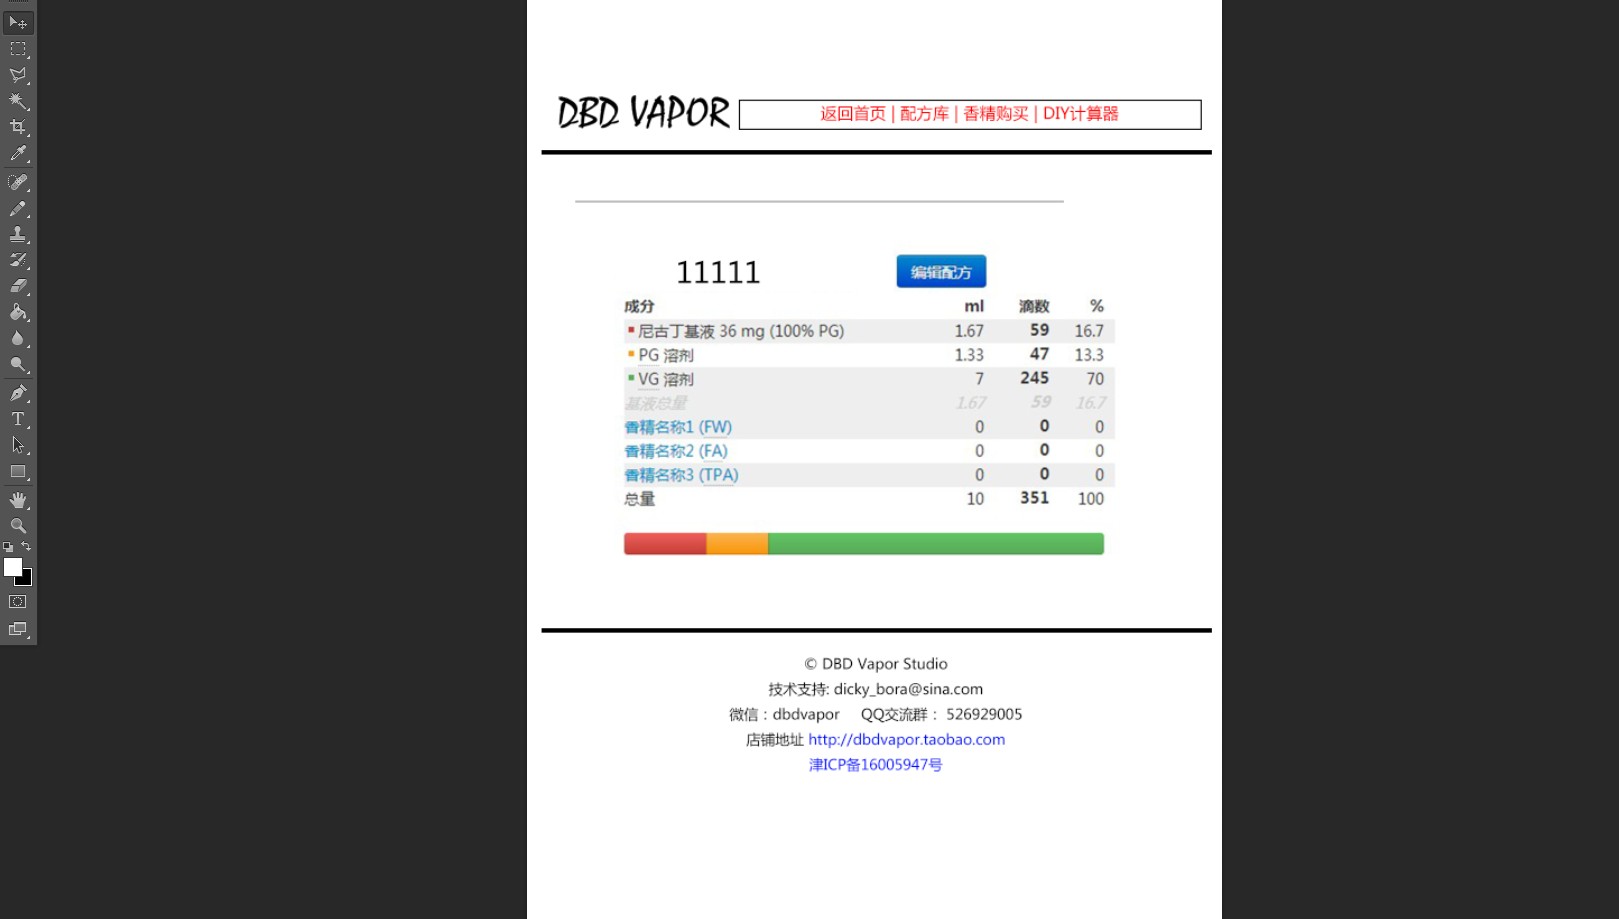 DBD VAPOR 返回首页 | 配方库 | 香精购买 | DIY计算器
11111 编辑配方
成分 ml 滴数 %
尼古丁基液 36 mg (100% PG) 1.67 59 16.7
PG 溶剂 1.33 47 13.3
VG 溶剂 7 245 70
基液总量 1.67 59 16.7
香精名称1 (FW) 0 0 0
香精名称2 (FA) 0 0 0
香精名称3 (TPA) 0 0 0
总量 10 351 100
© DBD Vapor Studio
技术支持: dicky_bora@sina.com
微信：dbdvapor QQ交流群： 526929005
店铺地址 http://dbdvapor.taobao.com
津ICP备16005947号